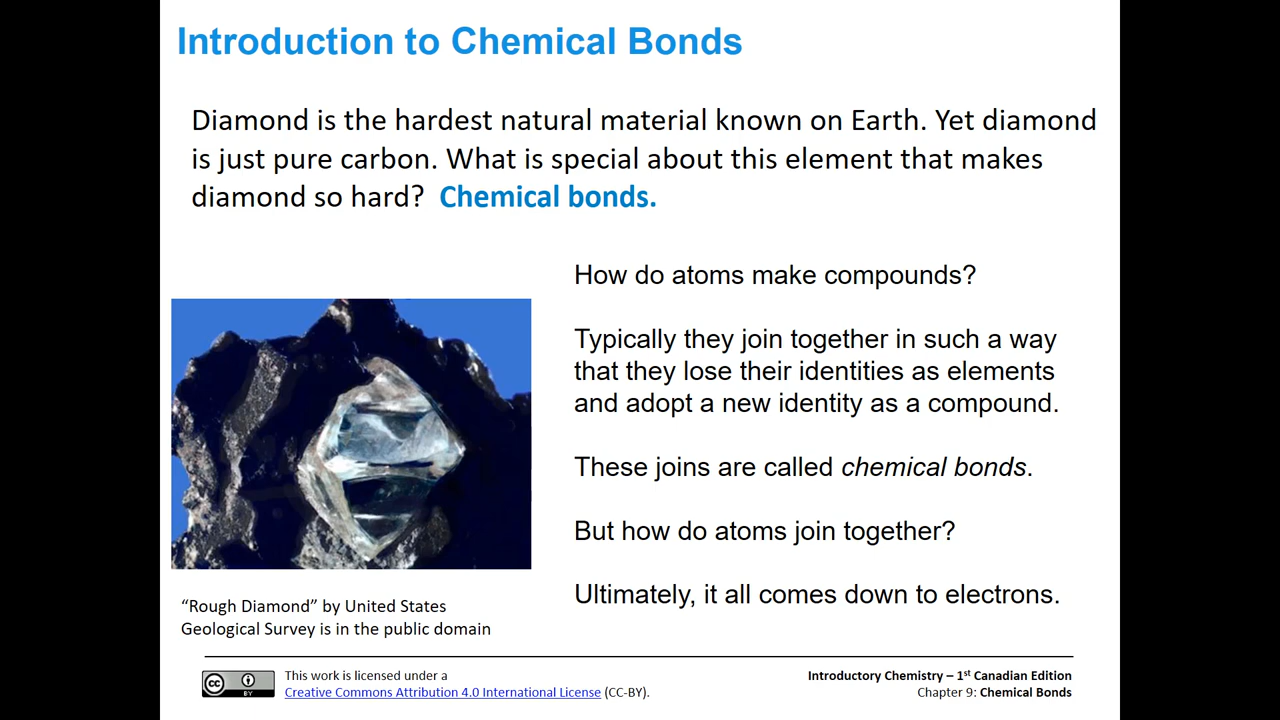 Introduction to Chemical Bonds
Diamond is the hardest natural material known on Earth. Yet diamond
is just pure carbon. What is special about this element that makes
diamond so hard? Chemical bonds.
How do atoms make compounds?
Typically they join together in such a way
that they lose their identities as elements
and adopt a new identity as a compound.
These joins are called chemical bonds.
But how do atoms join together?
Ultimately, it all comes down to electrons.
“Rough Diamond” by United States
Geological Survey is in the public domain
cc BY
This work is licensed under a
Creative Commons Attribution 4.0 International License (CC-BY).
Introductory Chemistry – 1st Canadian Edition
Chapter 9: Chemical Bonds